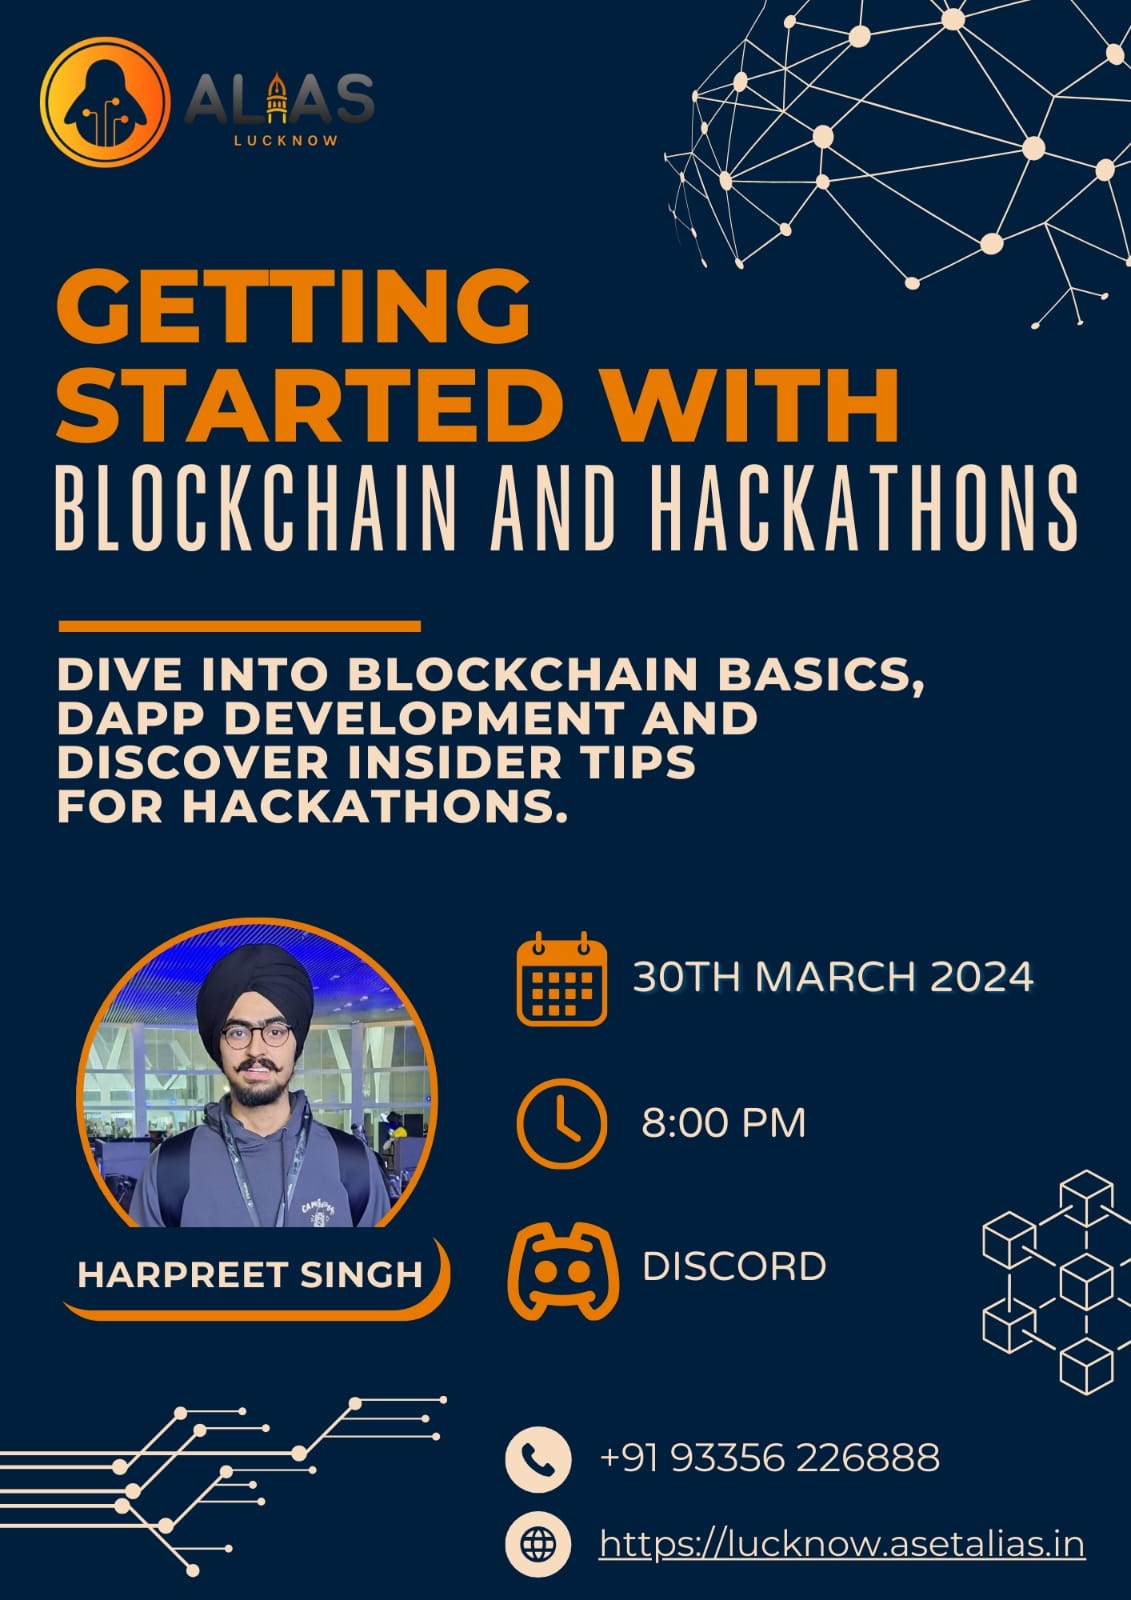 ALIAS
LUCKNOW
GETTING
STARTED WITH
BLOCKCHAIN AND HACKATHONS
DIVE INTO BLOCKCHAIN BASICS,
DAPP DEVELOPMENT AND
DISCOVER INSIDER TIPS
FOR HACKATHONS.
30TH MARCH 2024
8:00 PM
DISCORD
HARPREET SINGH
+91 93356 226888
https://lucknow.asetalias.in